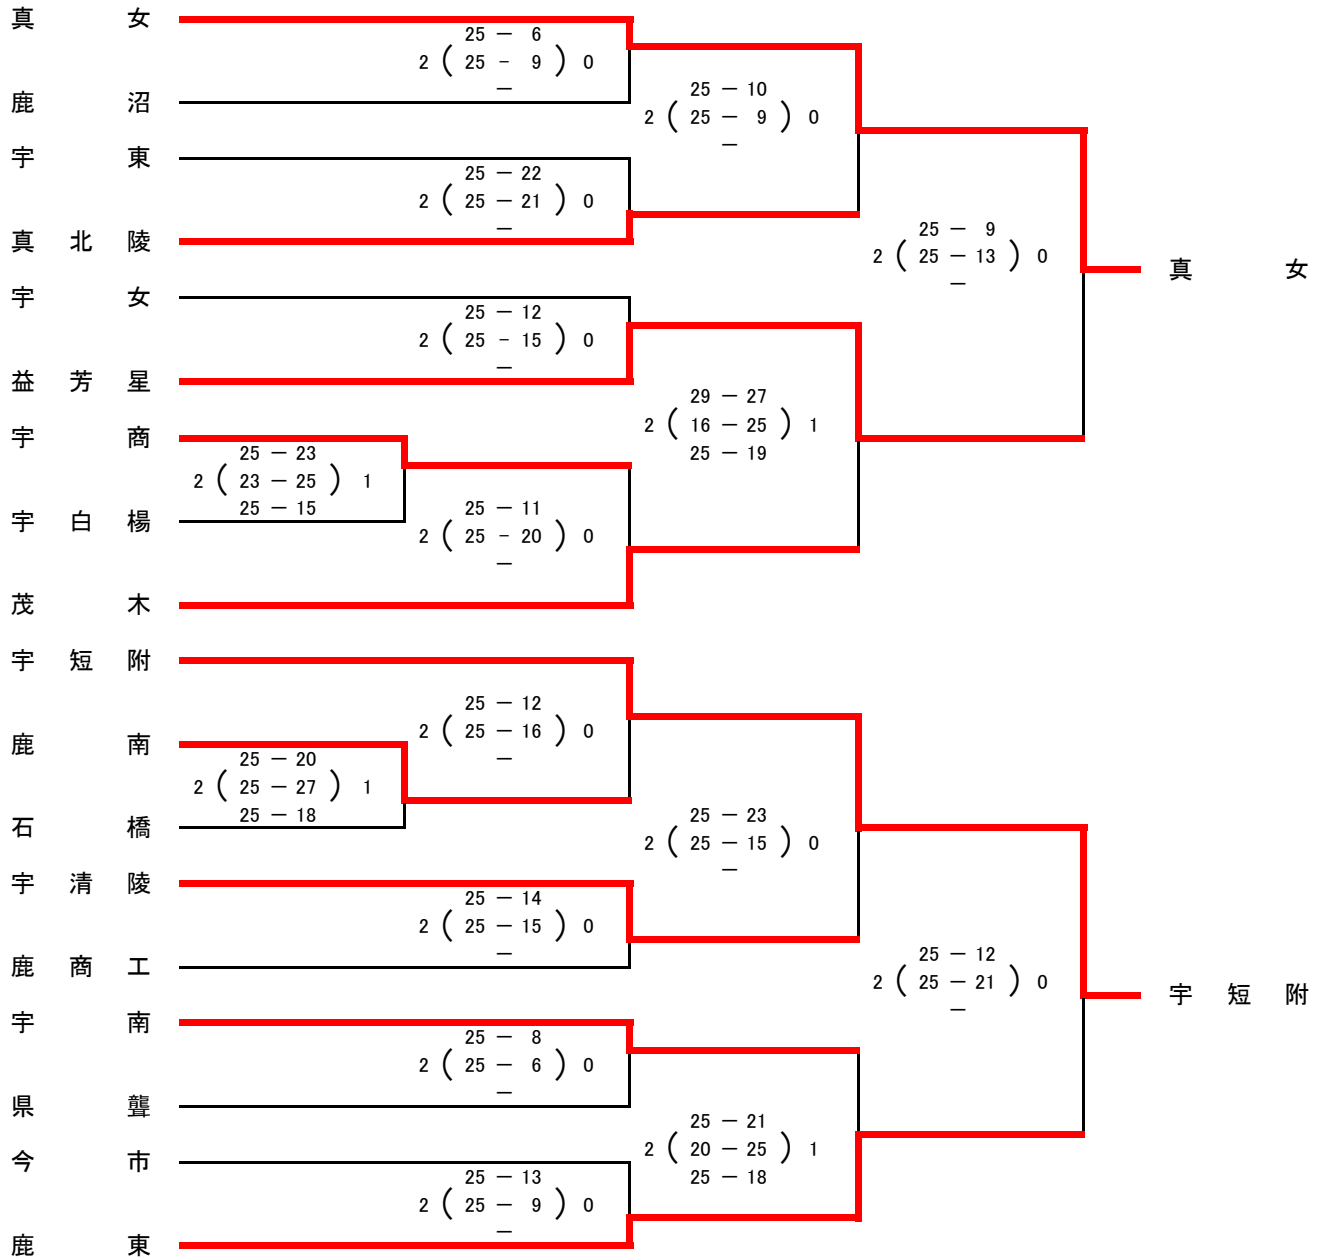 真女
25 － 6
2 ( 25 - 9 ) 0
－
鹿沼
25 － 10
2 ( 25 － 9 ) 0
－
宇東
25 － 22
2 ( 25 － 21 ) 0
－
真北陵
25 － 9
2 ( 25 － 13 ) 0
－
真女
宇女
25 － 12
2 ( 25 - 15 ) 0
－
益芳星
29 － 27
2 ( 16 － 25 ) 1
25 － 19
宇商
25 － 23
2 ( 23 － 25 ) 1
25 － 15
宇白楊
25 － 11
2 ( 25 - 20 ) 0
－
茂木
宇短附
25 － 12
2 ( 25 － 16 ) 0
－
鹿南
25 － 20
2 ( 25 － 27 ) 1
25 － 18
石橋
25 － 23
2 ( 25 － 15 ) 0
－
宇清陵
25 － 14
2 ( 25 － 15 ) 0
－
鹿商工
25 － 12
2 ( 25 － 21 ) 0
－
宇短附
宇南
25 － 8
2 ( 25 － 6 ) 0
－
県聾
25 － 21
2 ( 20 － 25 ) 1
25 － 18
今市
25 － 13
2 ( 25 － 9 ) 0
－
鹿東